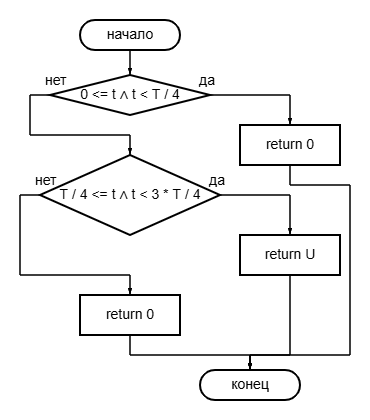 начало
нет
да
0 <= t ∧ t < T / 4
return 0
нет
да
T / 4 <= t ∧ t < 3 * T / 4
return U
return 0
конец